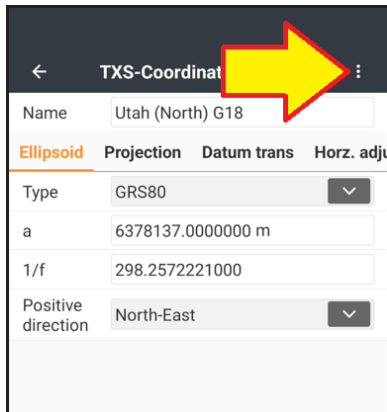 TXS-Coordinat
Name Utah (North) G18
Ellipsoid Projection Datum trans Horz. adju
Type GRS80
a 6378137.0000000 m
1/f 298.2572221000
Positive direction North-East